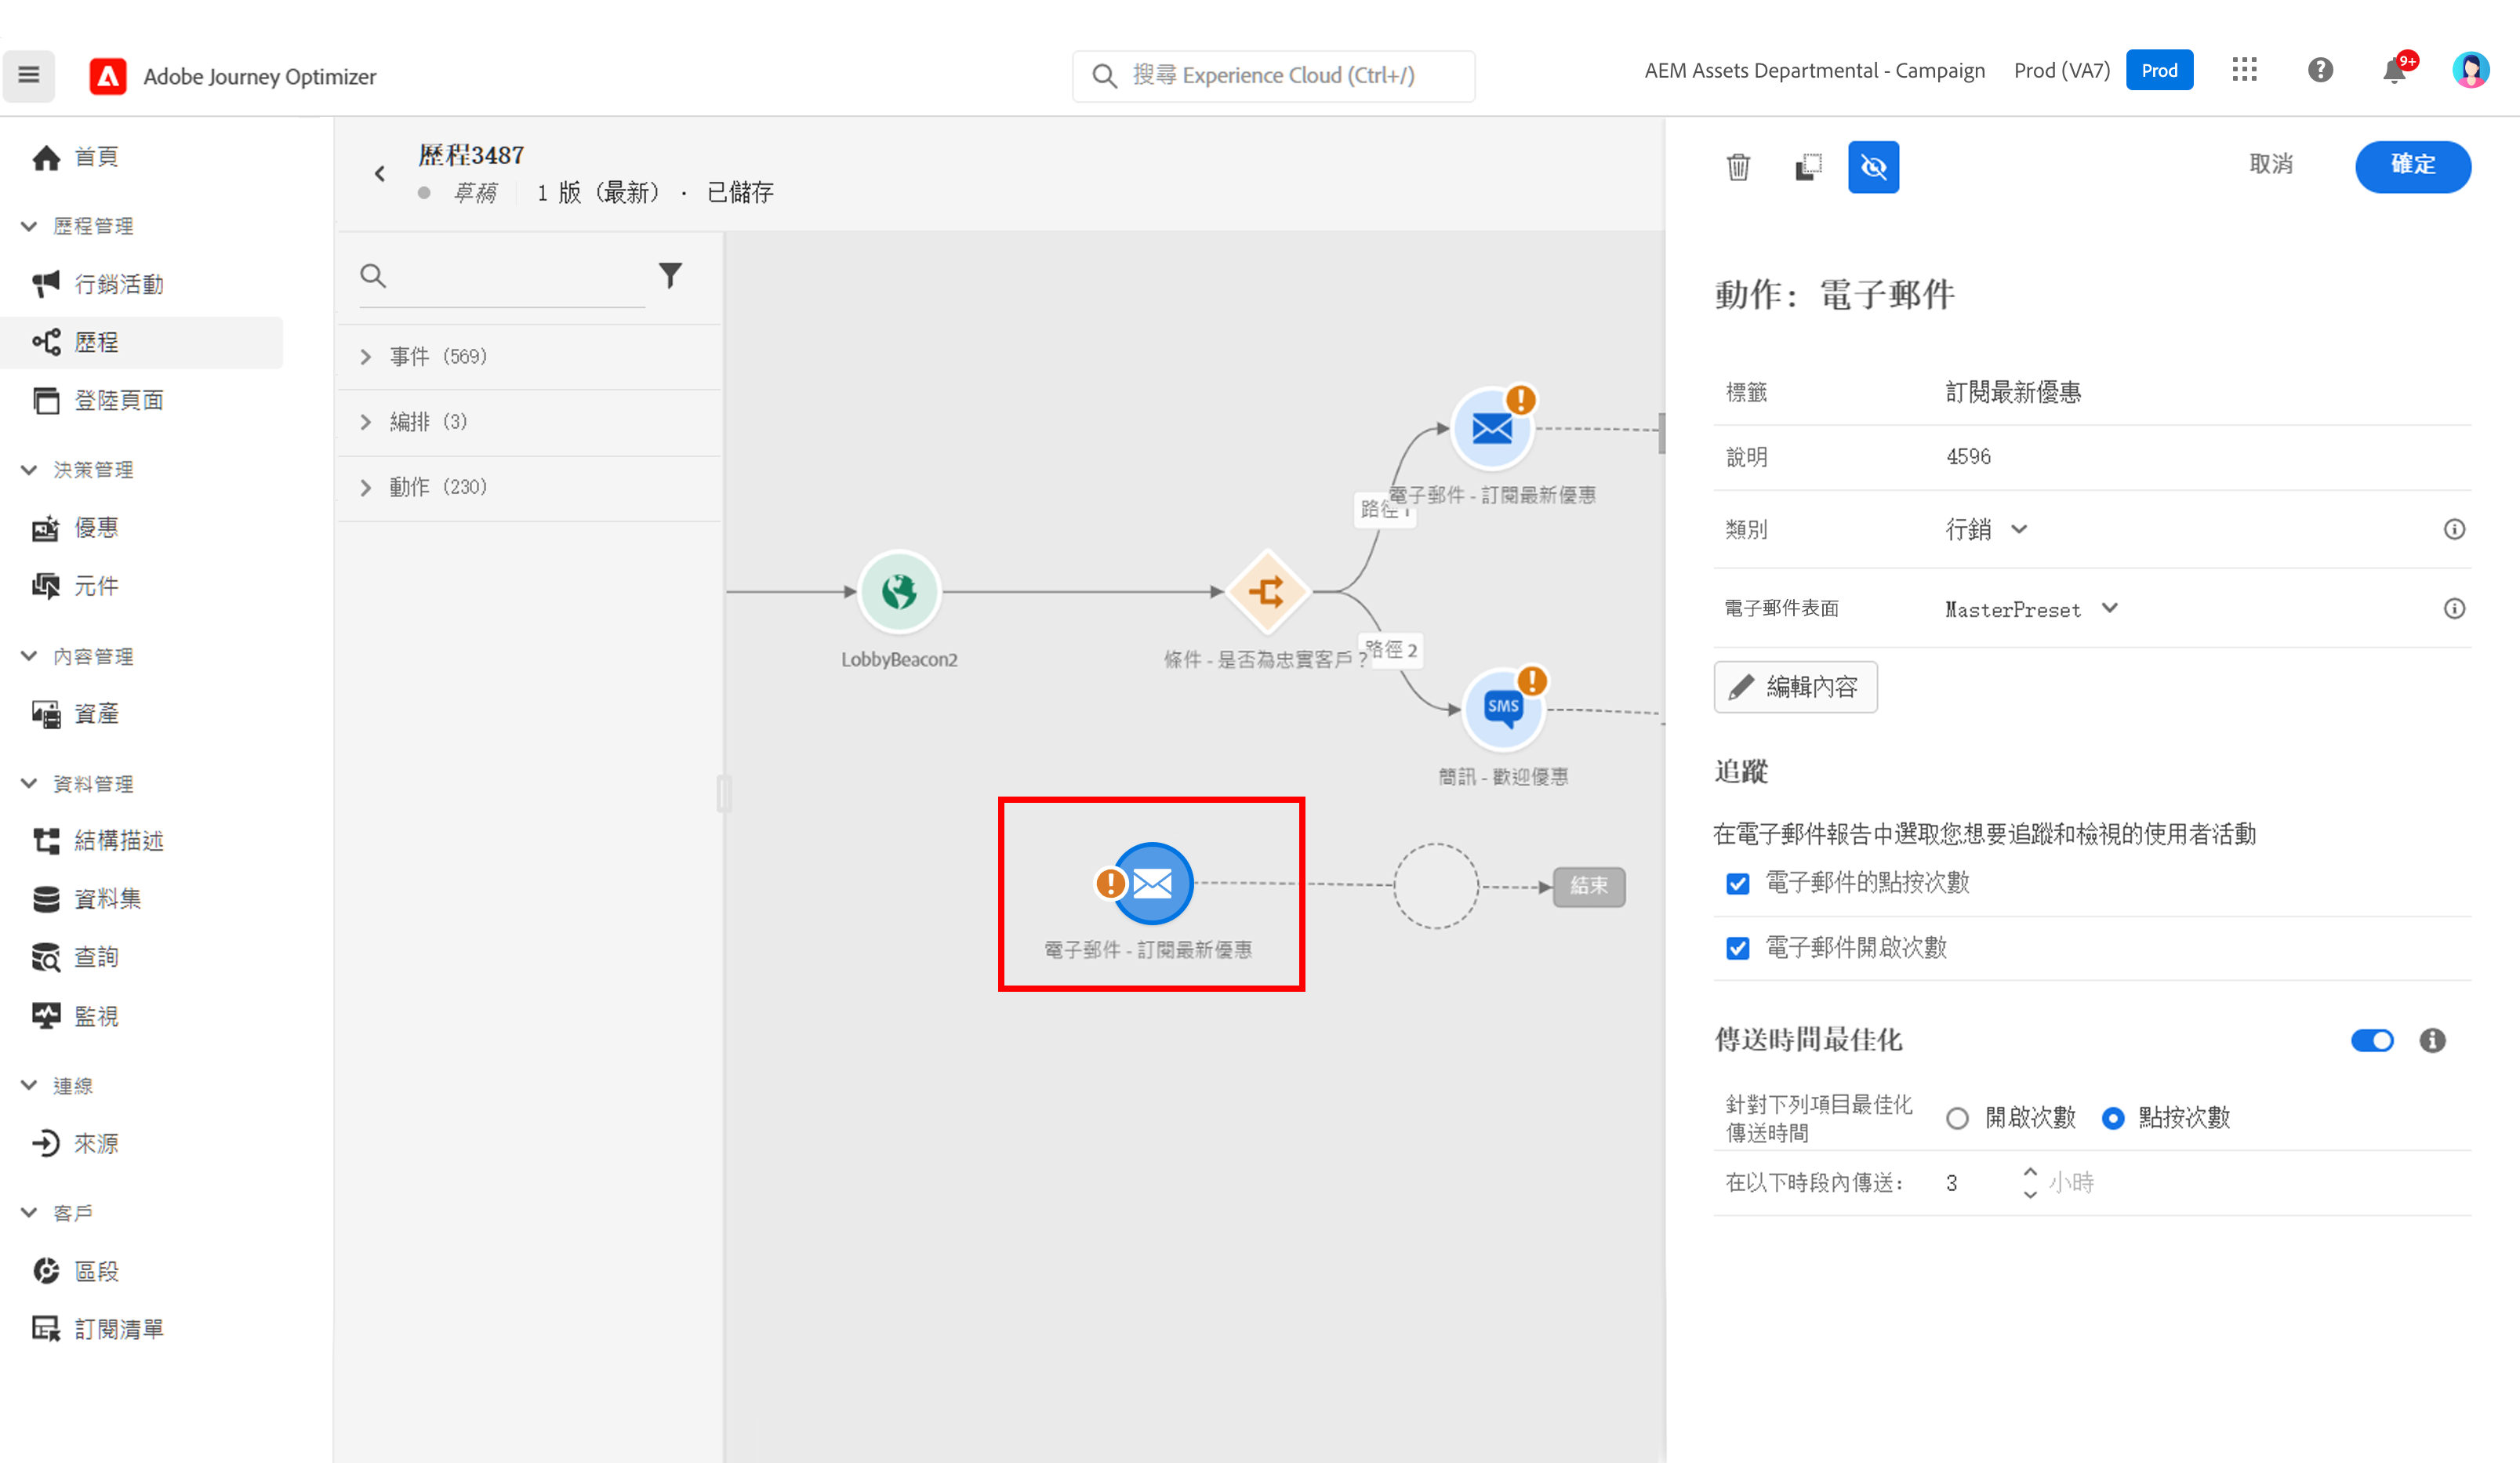 Adobe Journey Optimizer
搜尋 Experience Cloud (Ctrl+/)
AEM Assets Departmental - Campaign
Prod (VA7)
Prod
9+
首頁
歷程管理
行銷活動
歷程
登陸頁面
決策管理
優惠
元件
內容管理
資產
資料管理
結構描述
資料集
查詢
監視
連線
來源
客戶
區段
訂閱清單
歷程3487
草稿
1 版（最新） · 已儲存
事件 (569)
編排 (3)
動作 (230)
電子郵件 - 訂閱最新優惠
路徑 1
LobbyBeacon2
條件 - 是否為忠實客戶？
路徑 2
SMS
簡訊 - 歡迎優惠
電子郵件 - 訂閱最新優惠
結束
取消
確定
動作: 電子郵件
標籤 訂閱最新優惠
說明 4596
類別 行銷
電子郵件表面 MasterPreset
編輯內容
追蹤
在電子郵件報告中選取您想要追蹤和檢視的使用者活動
電子郵件的點按次數
電子郵件開啟次數
傳送時間最佳化
針對下列項目最佳化
傳送時間
開啟次數 點按次數
在以下時段內傳送: 3 小時